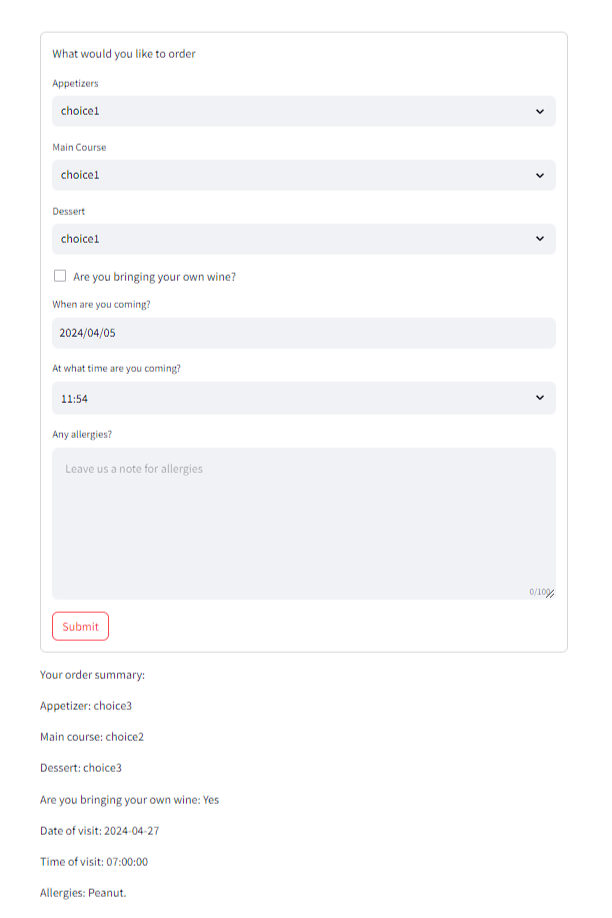 What would you like to order
Appetizers
choice1
Main Course
choice1
Dessert
choice1
Are you bringing your own wine?
When are you coming?
2024/04/05
At what time are you coming?
11:54
Any allergies?
Leave us a note for allergies
0/100
Submit
Your order summary:
Appetizer: choice3
Main course: choice2
Dessert: choice3
Are you bringing your own wine: Yes
Date of visit: 2024-04-27
Time of visit: 07:00:00
Allergies: Peanut.